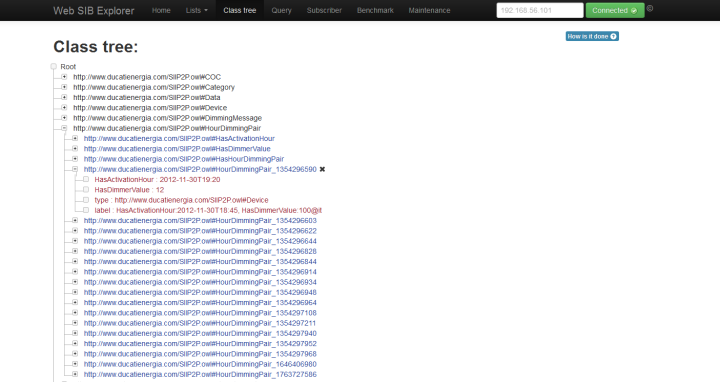 Web SIB Explorer Home Lists Class tree Query Subscriber Benchmark Maintenance 192.168.56.101 Connected
Class tree:
How is it done ?
Root
http://www.ducatienergia.com/SIIP2P.owl#COC
http://www.ducatienergia.com/SIIP2P.owl#Category
http://www.ducatienergia.com/SIIP2P.owl#Data
http://www.ducatienergia.com/SIIP2P.owl#Device
http://www.ducatienergia.com/SIIP2P.owl#DimmingMessage
http://www.ducatienergia.com/SIIP2P.owl#HourDimmingPair
http://www.ducatienergia.com/SIIP2P.owl#HasActivationHour
http://www.ducatienergia.com/SIIP2P.owl#HasDimmerValue
http://www.ducatienergia.com/SIIP2P.owl#HasHourDimmingPair
http://www.ducatienergia.com/SIIP2P.owl#HourDimmingPair_1354296590
HasActivationHour : 2012-11-30T19:20
HasDimmerValue : 12
type : http://www.ducatienergia.com/SIIP2P.owl#Device
label : HasActivationHour:2012-11-30T18:45, HasDimmerValue:100@it
http://www.ducatienergia.com/SIIP2P.owl#HourDimmingPair_1354296603
http://www.ducatienergia.com/SIIP2P.owl#HourDimmingPair_1354296622
http://www.ducatienergia.com/SIIP2P.owl#HourDimmingPair_1354296644
http://www.ducatienergia.com/SIIP2P.owl#HourDimmingPair_1354296828
http://www.ducatienergia.com/SIIP2P.owl#HourDimmingPair_1354296844
http://www.ducatienergia.com/SIIP2P.owl#HourDimmingPair_1354296914
http://www.ducatienergia.com/SIIP2P.owl#HourDimmingPair_1354296934
http://www.ducatienergia.com/SIIP2P.owl#HourDimmingPair_1354296948
http://www.ducatienergia.com/SIIP2P.owl#HourDimmingPair_1354296964
http://www.ducatienergia.com/SIIP2P.owl#HourDimmingPair_1354297108
http://www.ducatienergia.com/SIIP2P.owl#HourDimmingPair_1354297211
http://www.ducatienergia.com/SIIP2P.owl#HourDimmingPair_1354297940
http://www.ducatienergia.com/SIIP2P.owl#HourDimmingPair_1354297952
http://www.ducatienergia.com/SIIP2P.owl#HourDimmingPair_1354297968
http://www.ducatienergia.com/SIIP2P.owl#HourDimmingPair_1646406980
http://www.ducatienergia.com/SIIP2P.owl#HourDimmingPair_1763727586